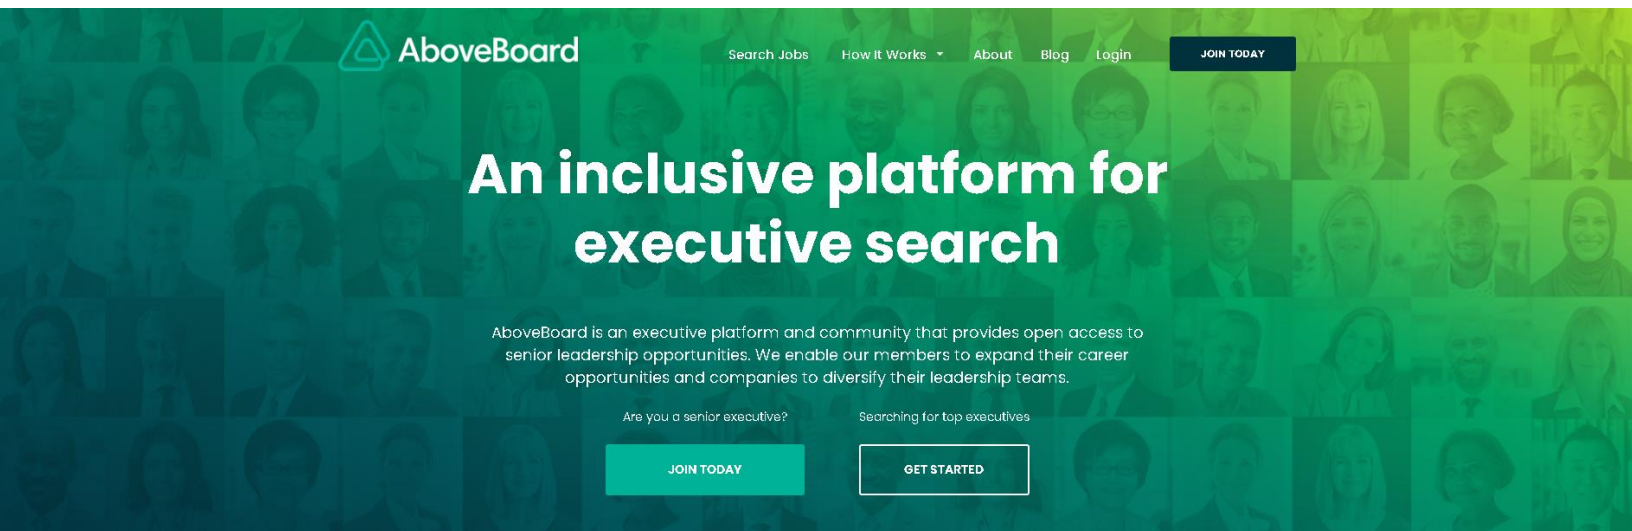 AboveBoard
Search Jobs How It Works About Blog Login JOIN TODAY
An inclusive platform for
executive search
AboveBoard is an executive platform and community that provides open access to
senior leadership opportunities. We enable our members to expand their career
opportunities and companies to diversify their leadership teams.
Are you a senior executive? Searching for top executives
JOIN TODAY GET STARTED